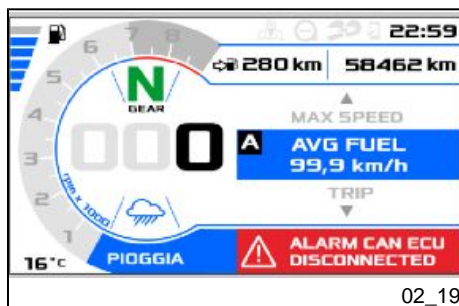 22:59
8
7
6
5
4
3
2
1
rpm x 1000
N
GEAR
280 km
58462 km
000
MAX SPEED
A
AVG FUEL
99,9 km/h
TRIP
16°C
PIOGGIA
ALARM CAN ECU
DISCONNECTED
02_19